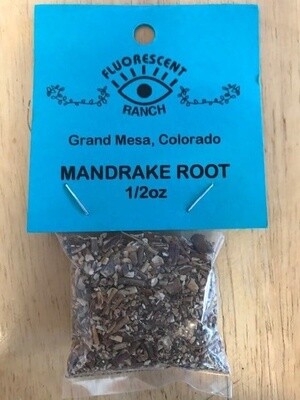 FLUORESCENT
RANCH
Grand Mesa, Colorado
MANDRAKE ROOT
1/2oz